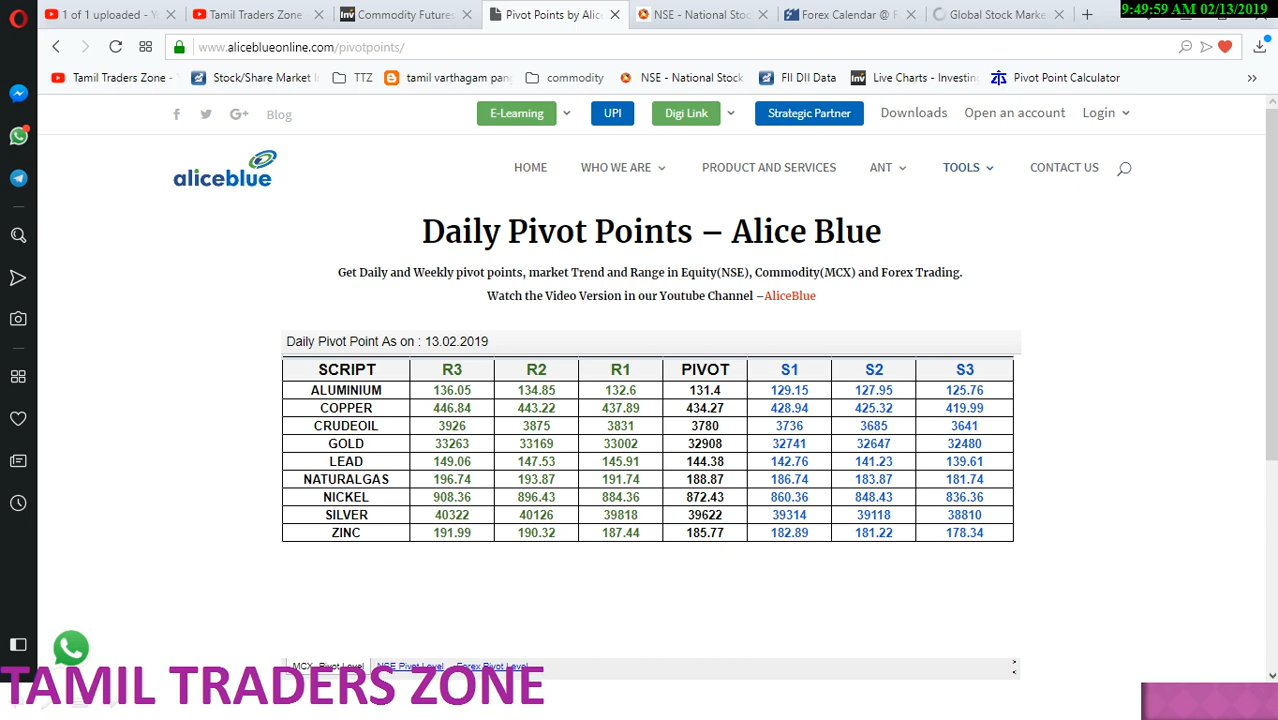 1 of 1 uploaded - Y
Tamil Traders Zone
Commodity Futures
Pivot Points by Alice
NSE - National Stoc
Forex Calendar @ F
Global Stock Marke
9:49:59 AM 02/13/2019
www.aliceblueonline.com/pivotpoints/
Tamil Traders Zone -
Stock/Share Market In
TTZ
tamil varthagam pang
commodity
NSE - National Stock
FII DII Data
Live Charts - Investin
Pivot Point Calculator
Blog
E-Learning
UPI
Digi Link
Strategic Partner
Downloads
Open an account
Login
aliceblue
HOME
WHO WE ARE
PRODUCT AND SERVICES
ANT
TOOLS
CONTACT US
Daily Pivot Points – Alice Blue
Get Daily and Weekly pivot points, market Trend and Range in Equity(NSE), Commodity(MCX) and Forex Trading.
Watch the Video Version in our Youtube Channel –AliceBlue
Daily Pivot Point As on : 13.02.2019
SCRIPT R3 R2 R1 PIVOT S1 S2 S3
ALUMINIUM 136.05 134.85 132.6 131.4 129.15 127.95 125.76
COPPER 446.84 443.22 437.89 434.27 428.94 425.32 419.99
CRUDEOIL 3926 3875 3831 3780 3736 3685 3641
GOLD 33263 33169 33002 32908 32741 32647 32480
LEAD 149.06 147.53 145.91 144.38 142.76 141.23 139.61
NATURALGAS 196.74 193.87 191.74 188.87 186.74 183.87 181.74
NICKEL 908.36 896.43 884.36 872.43 860.36 848.43 836.36
SILVER 40322 40126 39818 39622 39314 39118 38810
ZINC 191.99 190.32 187.44 185.77 182.89 181.22 178.34
MCX Pivot Level NSE Pivot Level Forex Pivot Level
TAMIL TRADERS ZONE